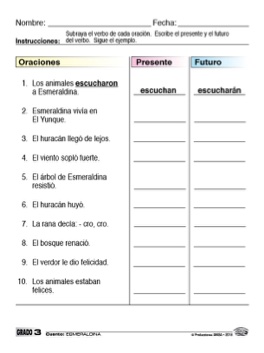 Nombre: Fecha:
Subraya el verbo de cada oración. Escribe el presente y el futuro
Instrucciones: del verbo. Sigue el ejemplo.
Oraciones Presente Futuro
1. Los animales escucharon
a Esmeraldina. escuchan escucharán
2. Esmeraldina vivía en
El Yunque.
3. El huracán llegó de lejos.
4. El viento sopló fuerte.
5. El árbol de Esmeraldina
resistió.
6. El huracán huyó.
7. La rana decía: - cro, cro.
8. El bosque renació.
9. El verdor le dio felicidad.
10. Los animales estaban
felices.
GRADO 3 Cuento: ESMERALDINA